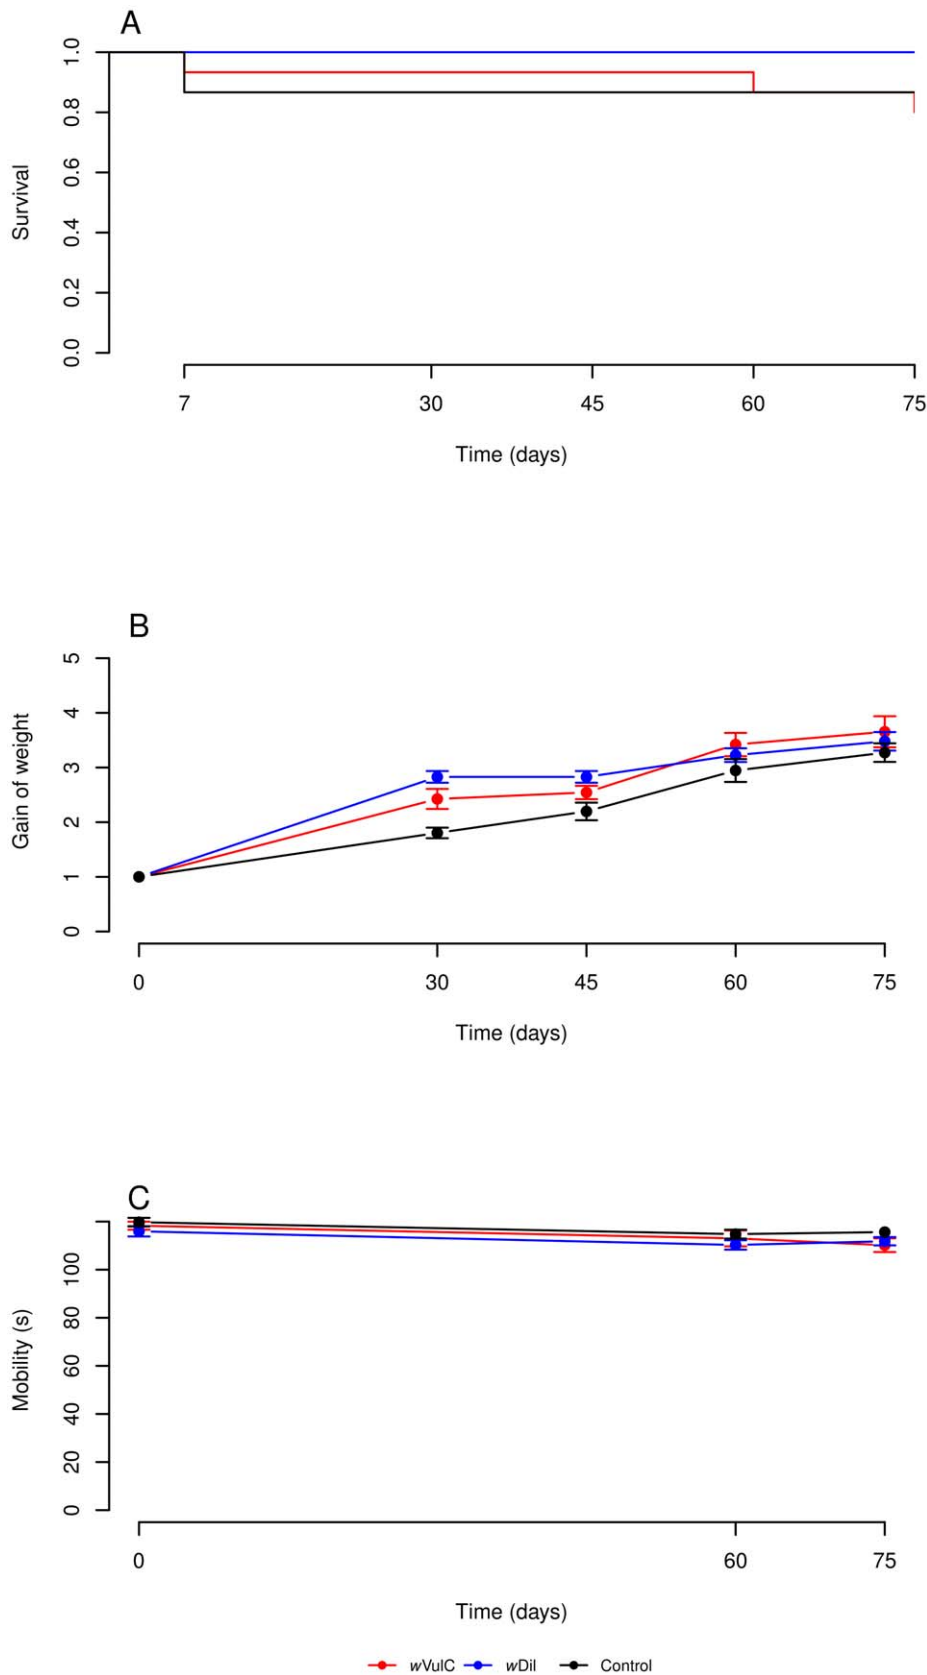 A
Survival
1.0
0.8
0.6
0.4
0.2
0.0
7 30 45 60 75
Time (days)
B
Gain of weight
5
4
3
2
1
0
0 30 45 60 75
Time (days)
C
Mobility (s)
100
80
60
40
20
0
0 60 75
Time (days)
wVulC wDil Control